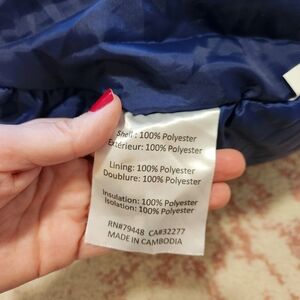 Shell: 100% Polyester
Extérieur: 100% Polyester
Lining: 100% Polyester
Doublure: 100% Polyester
Insulation: 100% Polyester
Isolation: 100% Polyester
RN#79448 CA#32277
MADE IN CAMBODIA